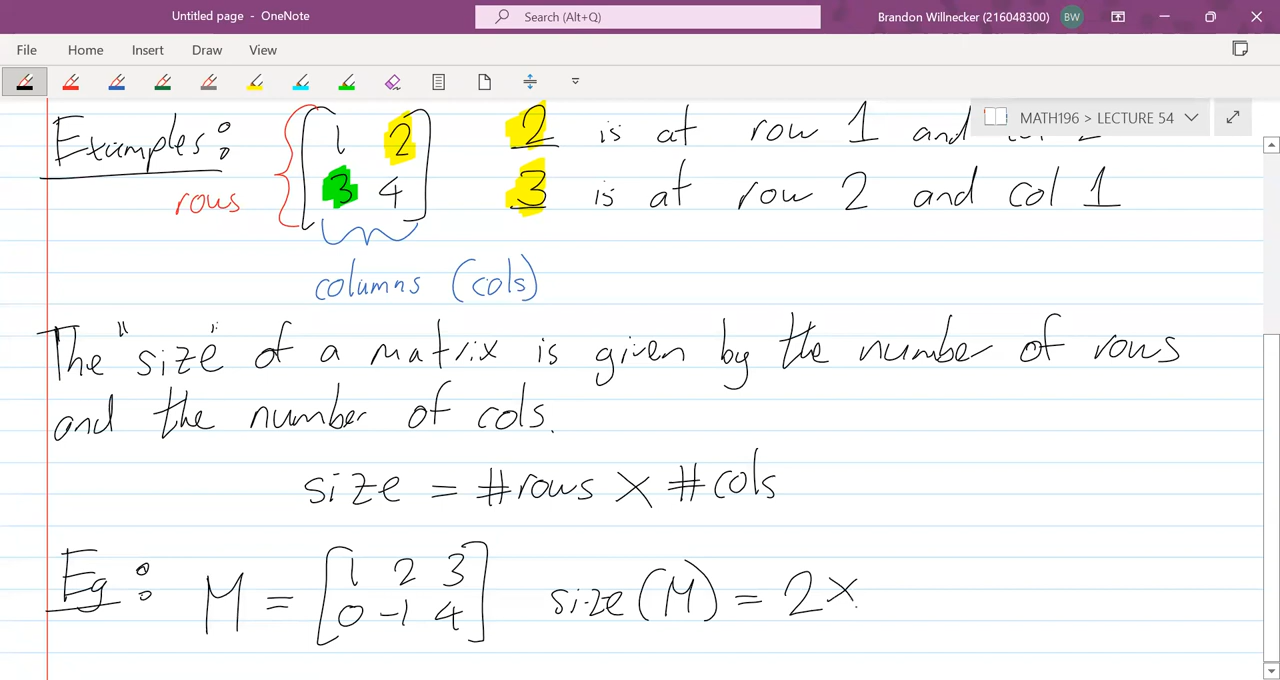 Untitled page - OneNote
Search (Alt+Q)
Brandon Willnecker (216048300) BW
File Home Insert Draw View
MATH196 > LECTURE 54
Examples: [1 2 2 is at row 1 and col 2
rows 3 4] 3 is at row 2 and col 1
columns (cols)
The "size" of a matrix is given by the number of rows
and the number of cols.
size = #rows X #cols
Eg: M = [1 2 3 size(M) = 2 X
0 -1 4]